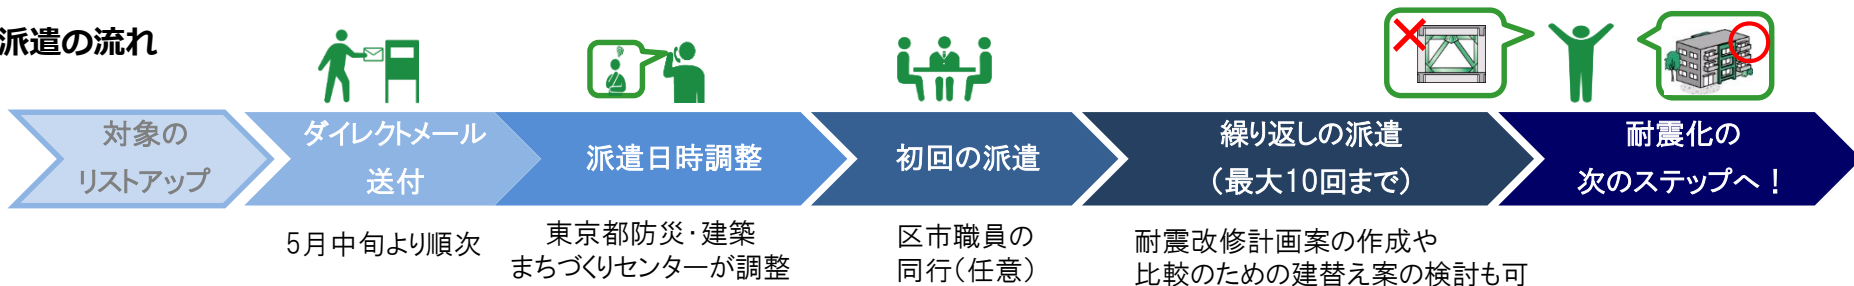 派遣の流れ
対象の
リストアップ
ダイレクトメール
送付
派遣日時調整
初回の派遣
繰り返しの派遣
（最大10回まで）
耐震化の
次のステップへ！
5月中旬より順次
東京都防災・建築
まちづくりセンターが調整
区市職員の
同行（任意）
耐震改修計画案の作成や
比較のための建替え案の検討も可